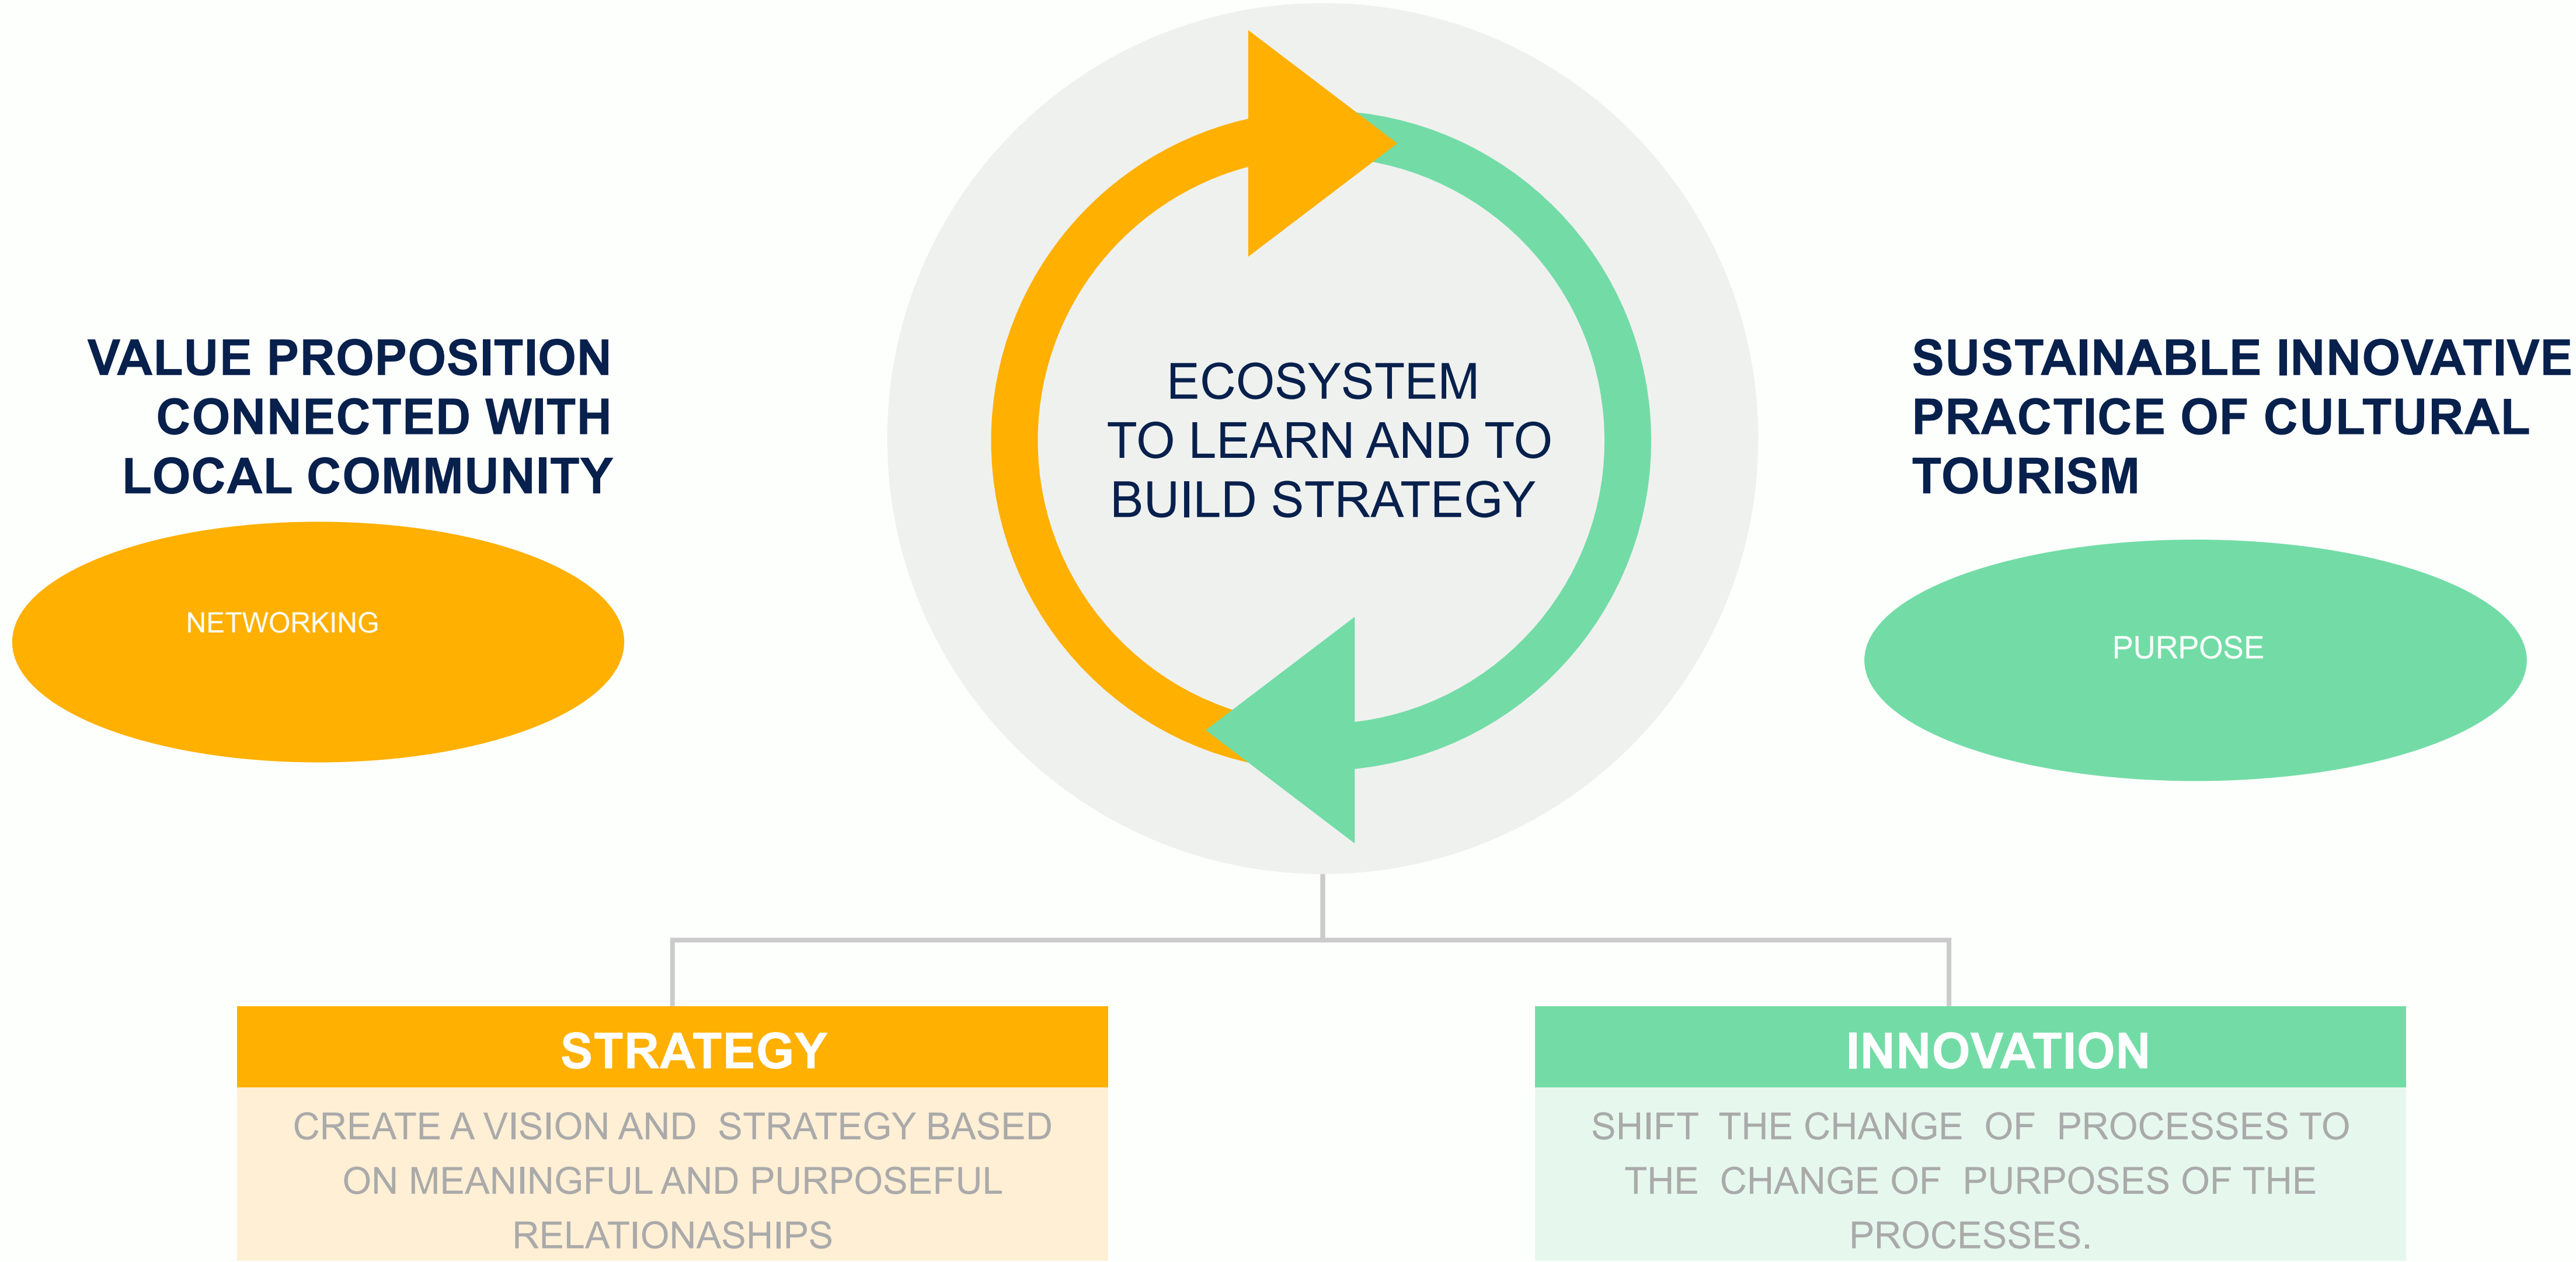 VALUE PROPOSITION
CONNECTED WITH
LOCAL COMMUNITY
NETWORKING
ECOSYSTEM
TO LEARN AND TO
BUILD STRATEGY
SUSTAINABLE INNOVATIVE
PRACTICE OF CULTURAL
TOURISM
PURPOSE
STRATEGY
CREATE A VISION AND STRATEGY BASED
ON MEANINGFUL AND PURPOSEFUL
RELATIONASHIPS
INNOVATION
SHIFT THE CHANGE OF PROCESSES TO
THE CHANGE OF PURPOSES OF THE
PROCESSES.